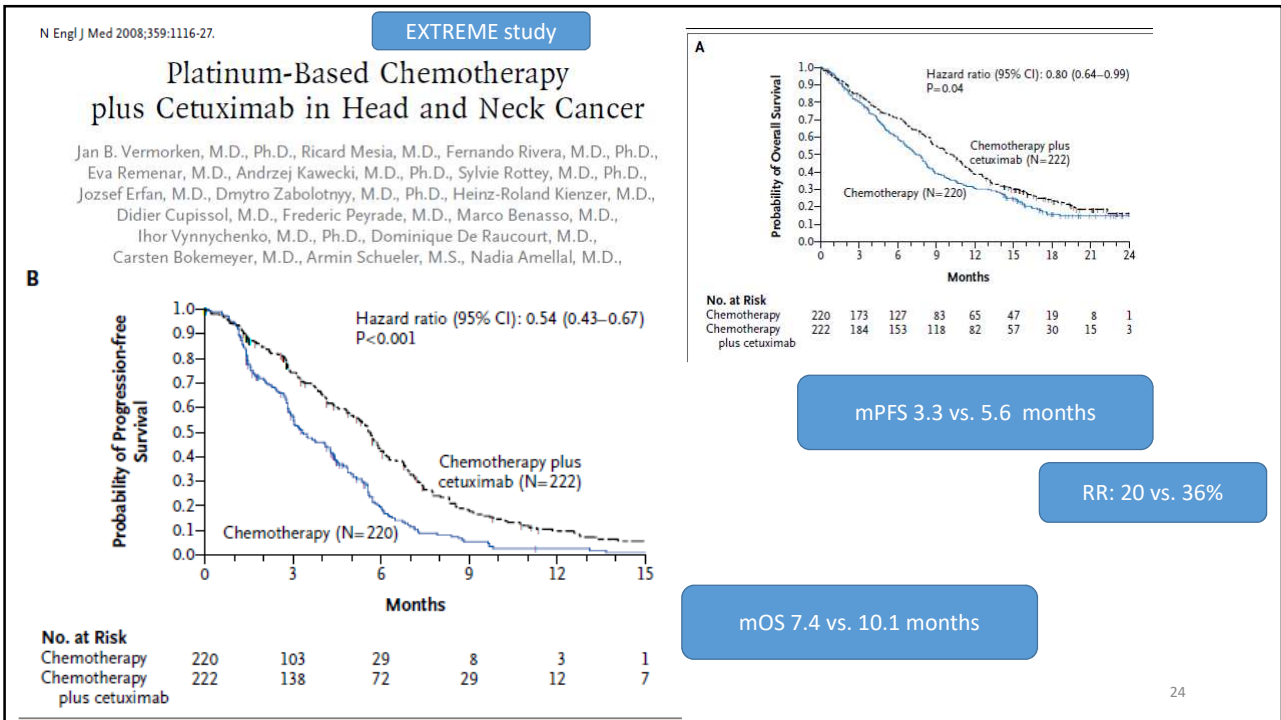 N Engl J Med 2008;359:1116-27.
EXTREME study
Platinum-Based Chemotherapy
plus Cetuximab in Head and Neck Cancer
Jan B. Vermorken, M.D., Ph.D., Ricard Mesia, M.D., Fernando Rivera, M.D., Ph.D.,
Eva Remenar, M.D., Andrzej Kawecki, M.D., Ph.D., Sylvie Rottey, M.D., Ph.D.,
Jozsef Erfan, M.D., Dmytro Zabolotnyy, M.D., Ph.D., Heinz-Roland Kienzer, M.D.,
Didier Cupissol, M.D., Frederic Peyrade, M.D., Marco Benasso, M.D.,
Ihor Vynnychenko, M.D., Ph.D., Dominique De Raucourt, M.D.,
Carsten Bokemeyer, M.D., Armin Schueler, M.S., Nadia Amellal, M.D.,
A
Probability of Overall Survival
1.0
0.9
0.8
0.7
0.6
0.5
0.4
0.3
0.2
0.1
0.0
Hazard ratio (95% CI): 0.80 (0.64–0.99)
P=0.04
Chemotherapy plus
cetuximab (N=222)
Chemotherapy (N=220)
0 3 6 9 12 15 18 21 24
Months
No. at Risk
Chemotherapy 220 173 127 83 65 47 19 8 1
Chemotherapy 222 184 153 118 82 57 30 15 3
plus cetuximab
B
Probability of Progression-free
Survival
1.0
0.9
0.8
0.7
0.6
0.5
0.4
0.3
0.2
0.1
0.0
Hazard ratio (95% CI): 0.54 (0.43–0.67)
P<0.001
Chemotherapy plus
cetuximab (N=222)
Chemotherapy (N=220)
0 3 6 9 12 15
Months
No. at Risk
Chemotherapy 220 103 29 8 3 1
Chemotherapy 222 138 72 29 12 7
plus cetuximab
mPFS 3.3 vs. 5.6 months
RR: 20 vs. 36%
mOS 7.4 vs. 10.1 months
24